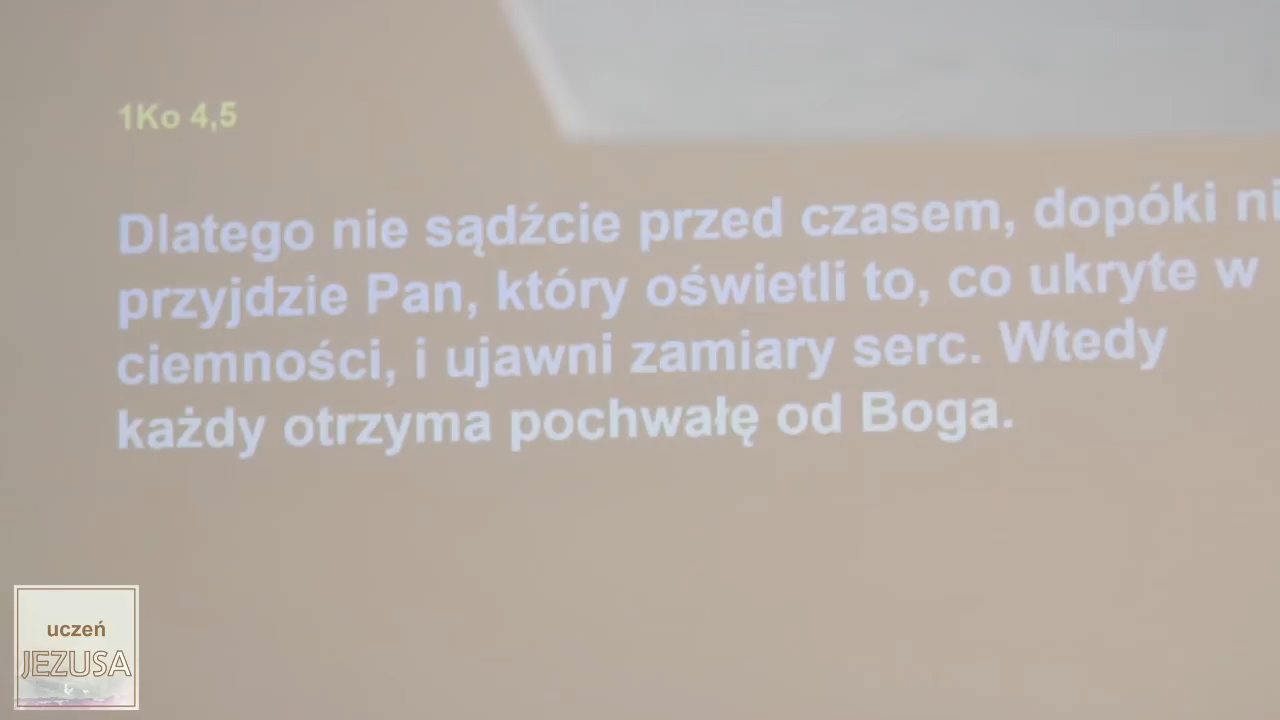 1Ko 4,5
Dlatego nie sądźcie przed czasem, dopóki ni
przyjdzie Pan, który oświetli to, co ukryte w
ciemności, i ujawni zamiary serc. Wtedy
każdy otrzyma pochwałę od Boga.
uczeń
JEZUSA